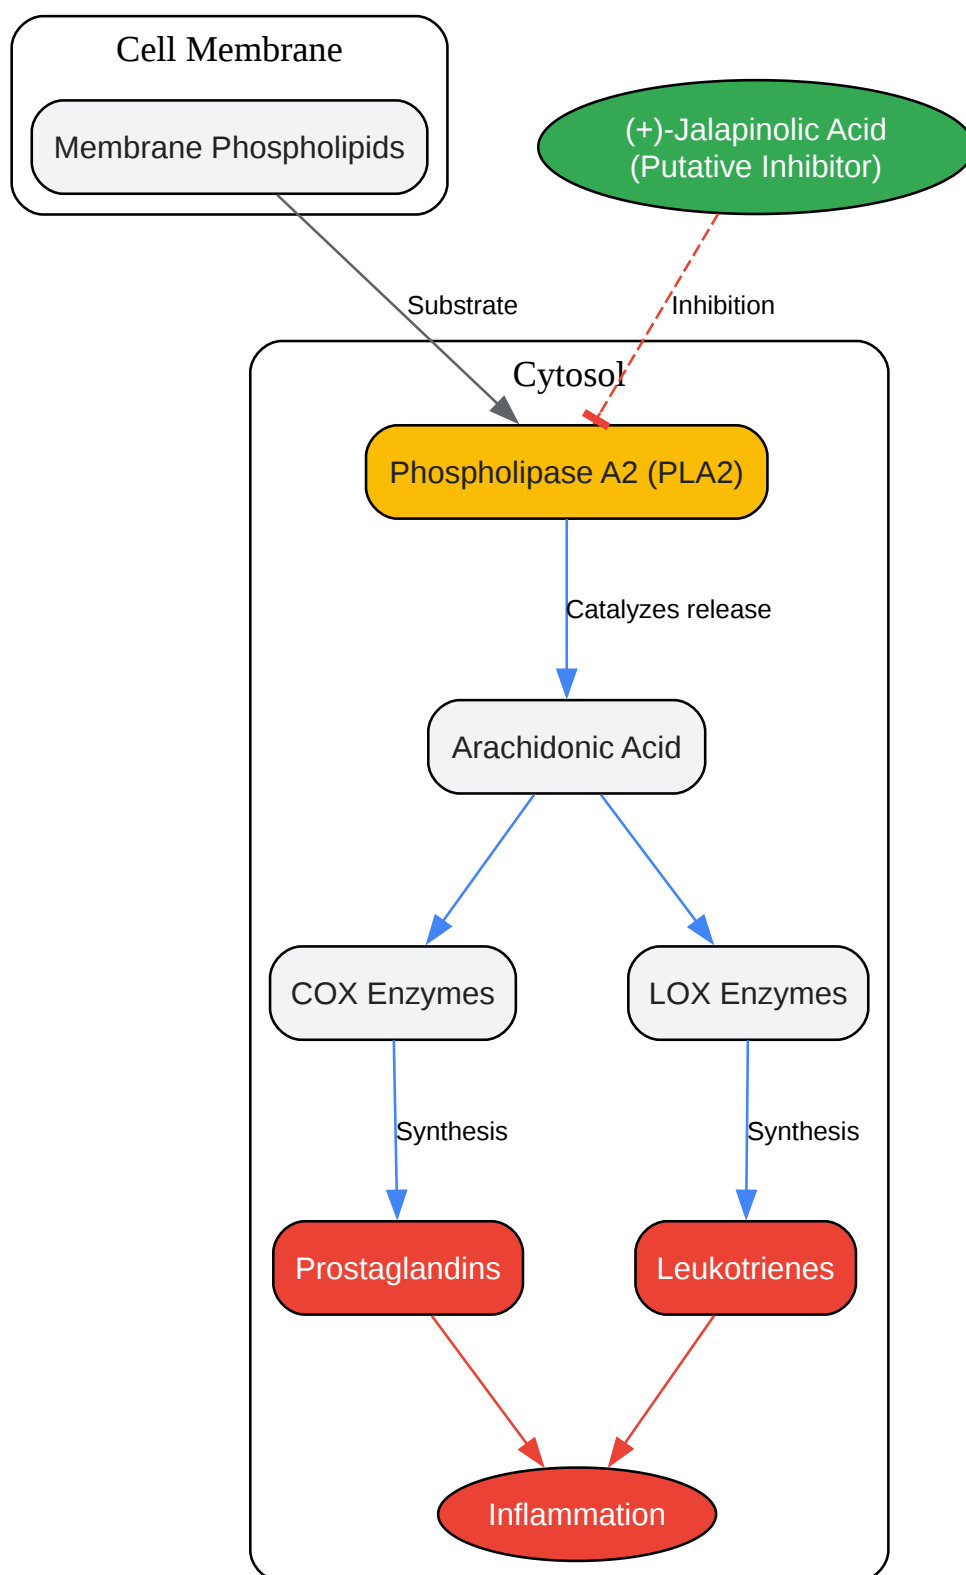 Cell Membrane
Membrane Phospholipids
(+)-Jalapinolic Acid
(Putative Inhibitor)
Substrate
Inhibition
Cytosol
Phospholipase A2 (PLA2)
Catalyzes release
Arachidonic Acid
COX Enzymes
LOX Enzymes
Synthesis
Synthesis
Prostaglandins
Leukotrienes
Inflammation